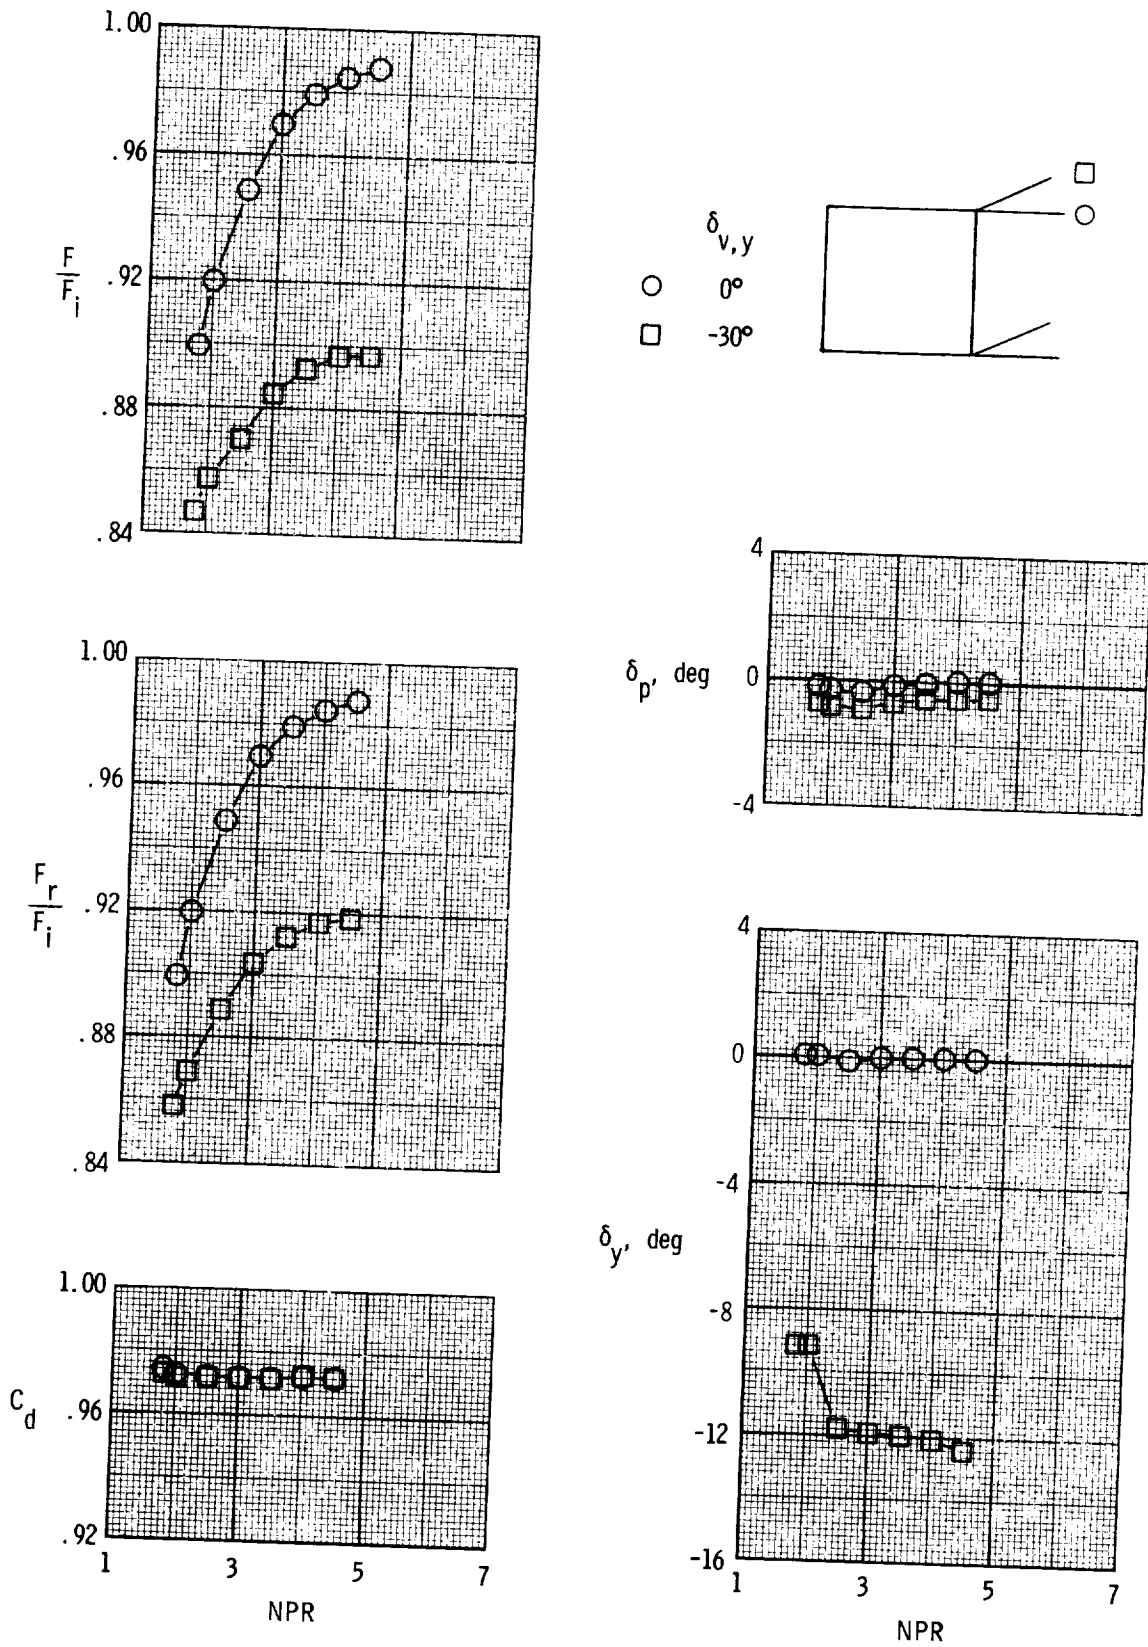 1.00
.96
F
F_i
.92
.88
.84
δ_v,y
0°
-30°
4
δ_p, deg
0
-4
1.00
.96
F_r
F_i
.92
.88
.84
4
0
-4
δ_y, deg
-8
-12
-16
1 3 5 7
NPR
1.00
C_d
.96
.92
1 3 5 7
NPR